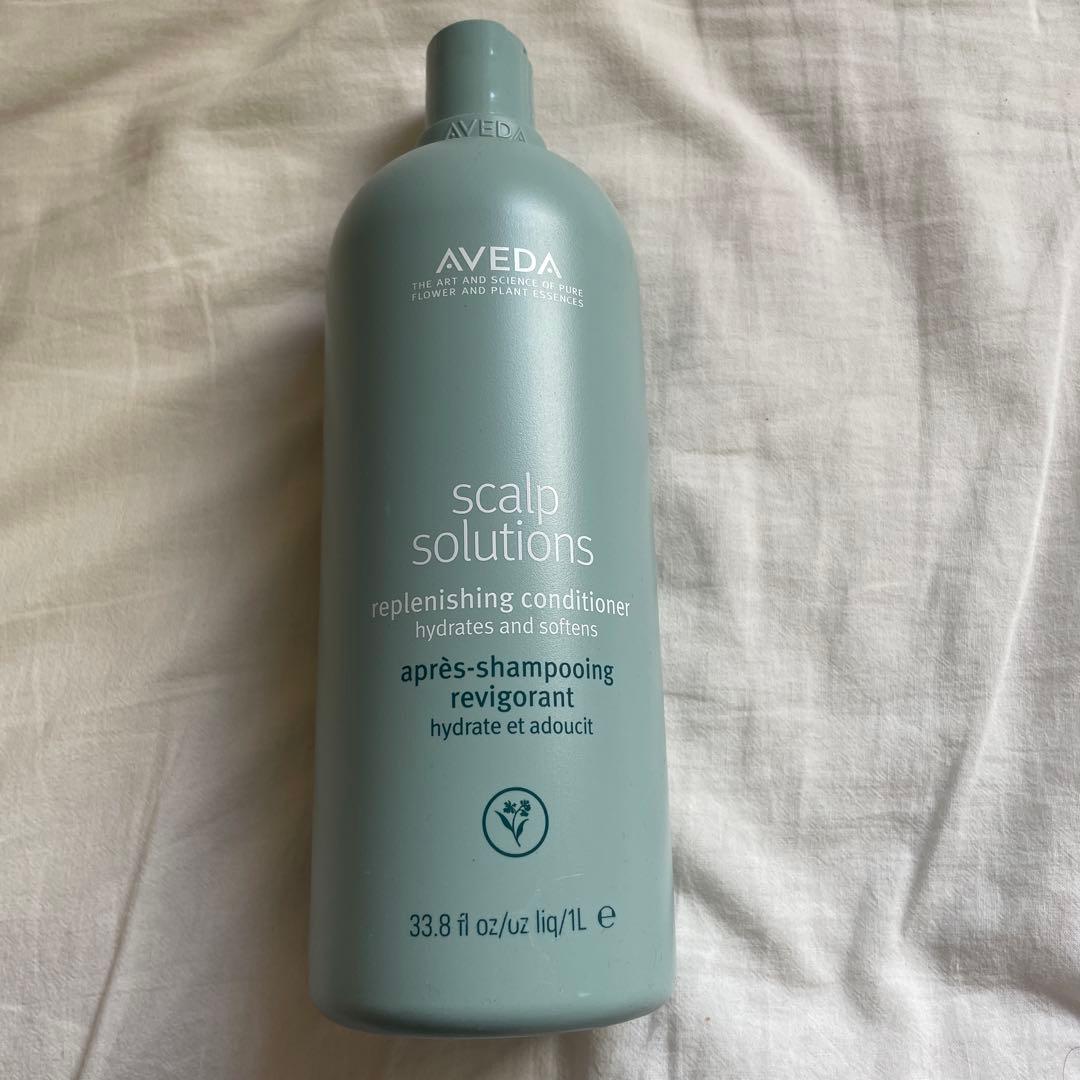 AVEDA
AVEDA
THE ART AND SCIENCE OF PURE
FLOWER AND PLANT ESSENCES
scalp
solutions
replenishing conditioner
hydrates and softens
après-shampooing
revigorant
hydrate et adoucit
33.8 fl oz/oz liq/1L ℮